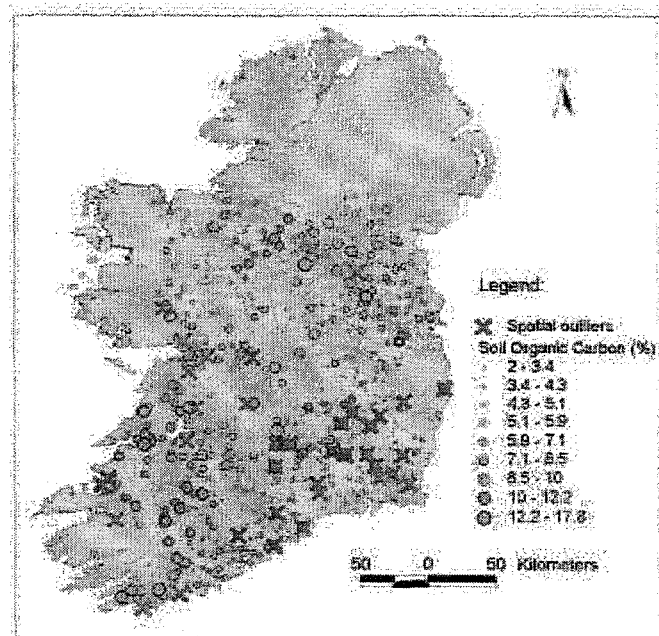 Legend:
Spatial outliers
Soil Organic Carbon (%)
2 - 3.4
3.4 - 4.3
4.3 - 5.1
5.1 - 5.9
5.9 - 7.1
7.1 - 8.5
8.5 - 10
10 - 12.2
12.2 - 17.8
50 0 50 Kilometers